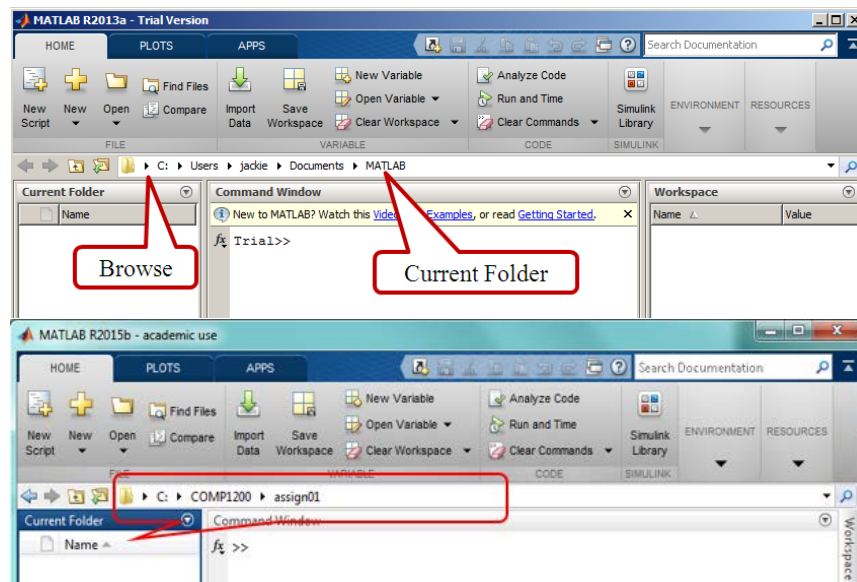 MATLAB R2013a - Trial Version
HOME PLOTS APPS Search Documentation
New Script New Open Find Files Compare Import Data Save Workspace New Variable Open Variable Clear Workspace Analyze Code Run and Time Clear Commands Simulink Library ENVIRONMENT RESOURCES
FILE VARIABLE CODE SIMULINK
C: Users jackie Documents MATLAB
Current Folder Command Window Workspace
Name New to MATLAB? Watch this Examples, or read Getting Started. Name Value
fx Trial>>
Browse Current Folder
MATLAB R2015b - academic use
HOME PLOTS APPS Search Documentation
New Script New Open Find Files Compare Import Data Save Workspace New Variable Open Variable Clear Workspace Analyze Code Run and Time Clear Commands Simulink Library ENVIRONMENT RESOURCES
FILE VARIABLE CODE SIMULINK
C: COMP1200 assign01
Current Folder Command Window
Name fx >>
Workspace